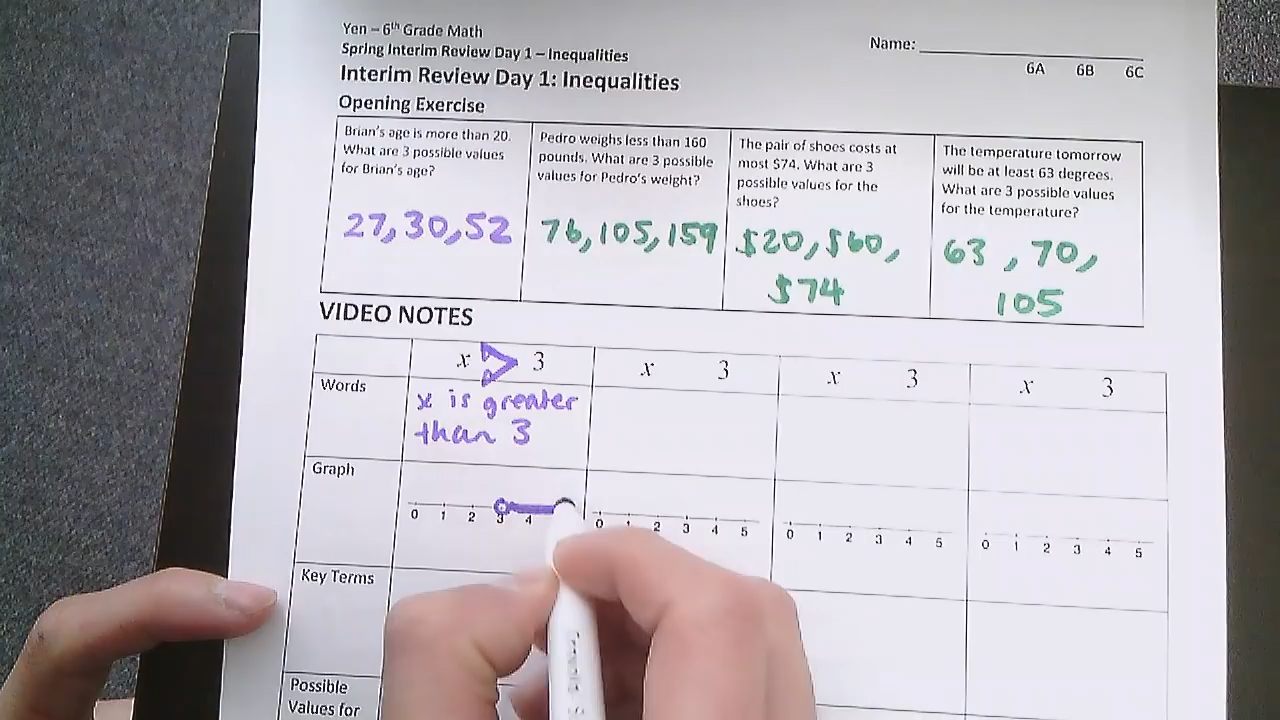 Yen – 6th Grade Math
Spring Interim Review Day 1 – Inequalities
Name:
6A 6B 6C
Interim Review Day 1: Inequalities
Opening Exercise
Brian's age is more than 20.
What are 3 possible values
for Brian's age?
27, 30, 52
Pedro weighs less than 160
pounds. What are 3 possible
values for Pedro's weight?
76, 105, 159
The pair of shoes costs at
most $74. What are 3
possible values for the
shoes?
$20, $60,
$74
The temperature tomorrow
will be at least 63 degrees.
What are 3 possible values
for the temperature?
63, 70,
105
VIDEO NOTES
x > 3
x 3
x 3
x 3
Words
x is greater
than 3
Graph
0 1 2 3 4
0 1 2 3 4 5
0 1 2 3 4 5
0 1 2 3 4 5
Key Terms
Possible
Values for